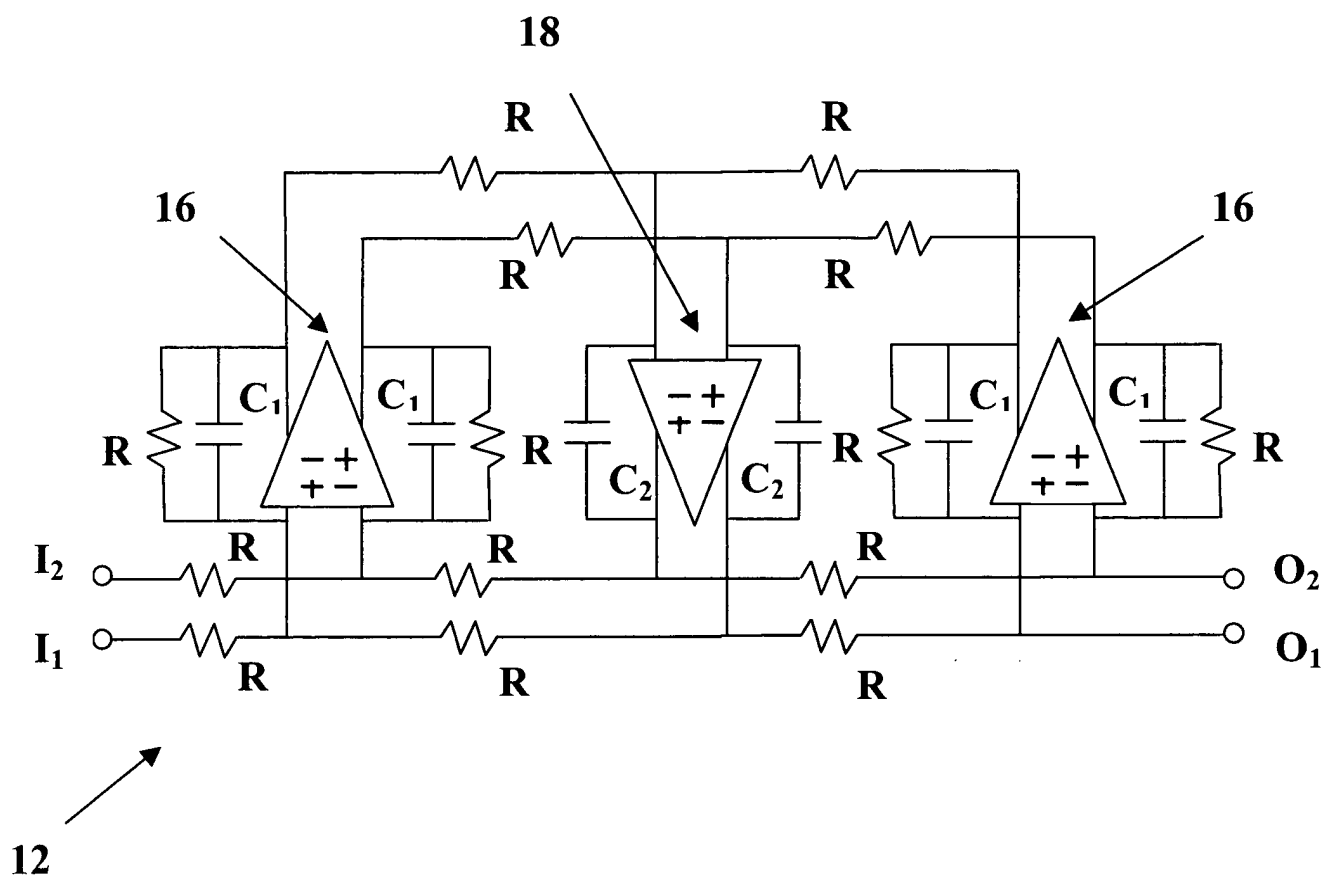 18
R R
16 16
R R
C₁ C₁ C₁ C₁
− + − + − +
+ − + − + −
R R R R
C₂ C₂
R R R
I₂ O₂
I₁ O₁
R R R
12